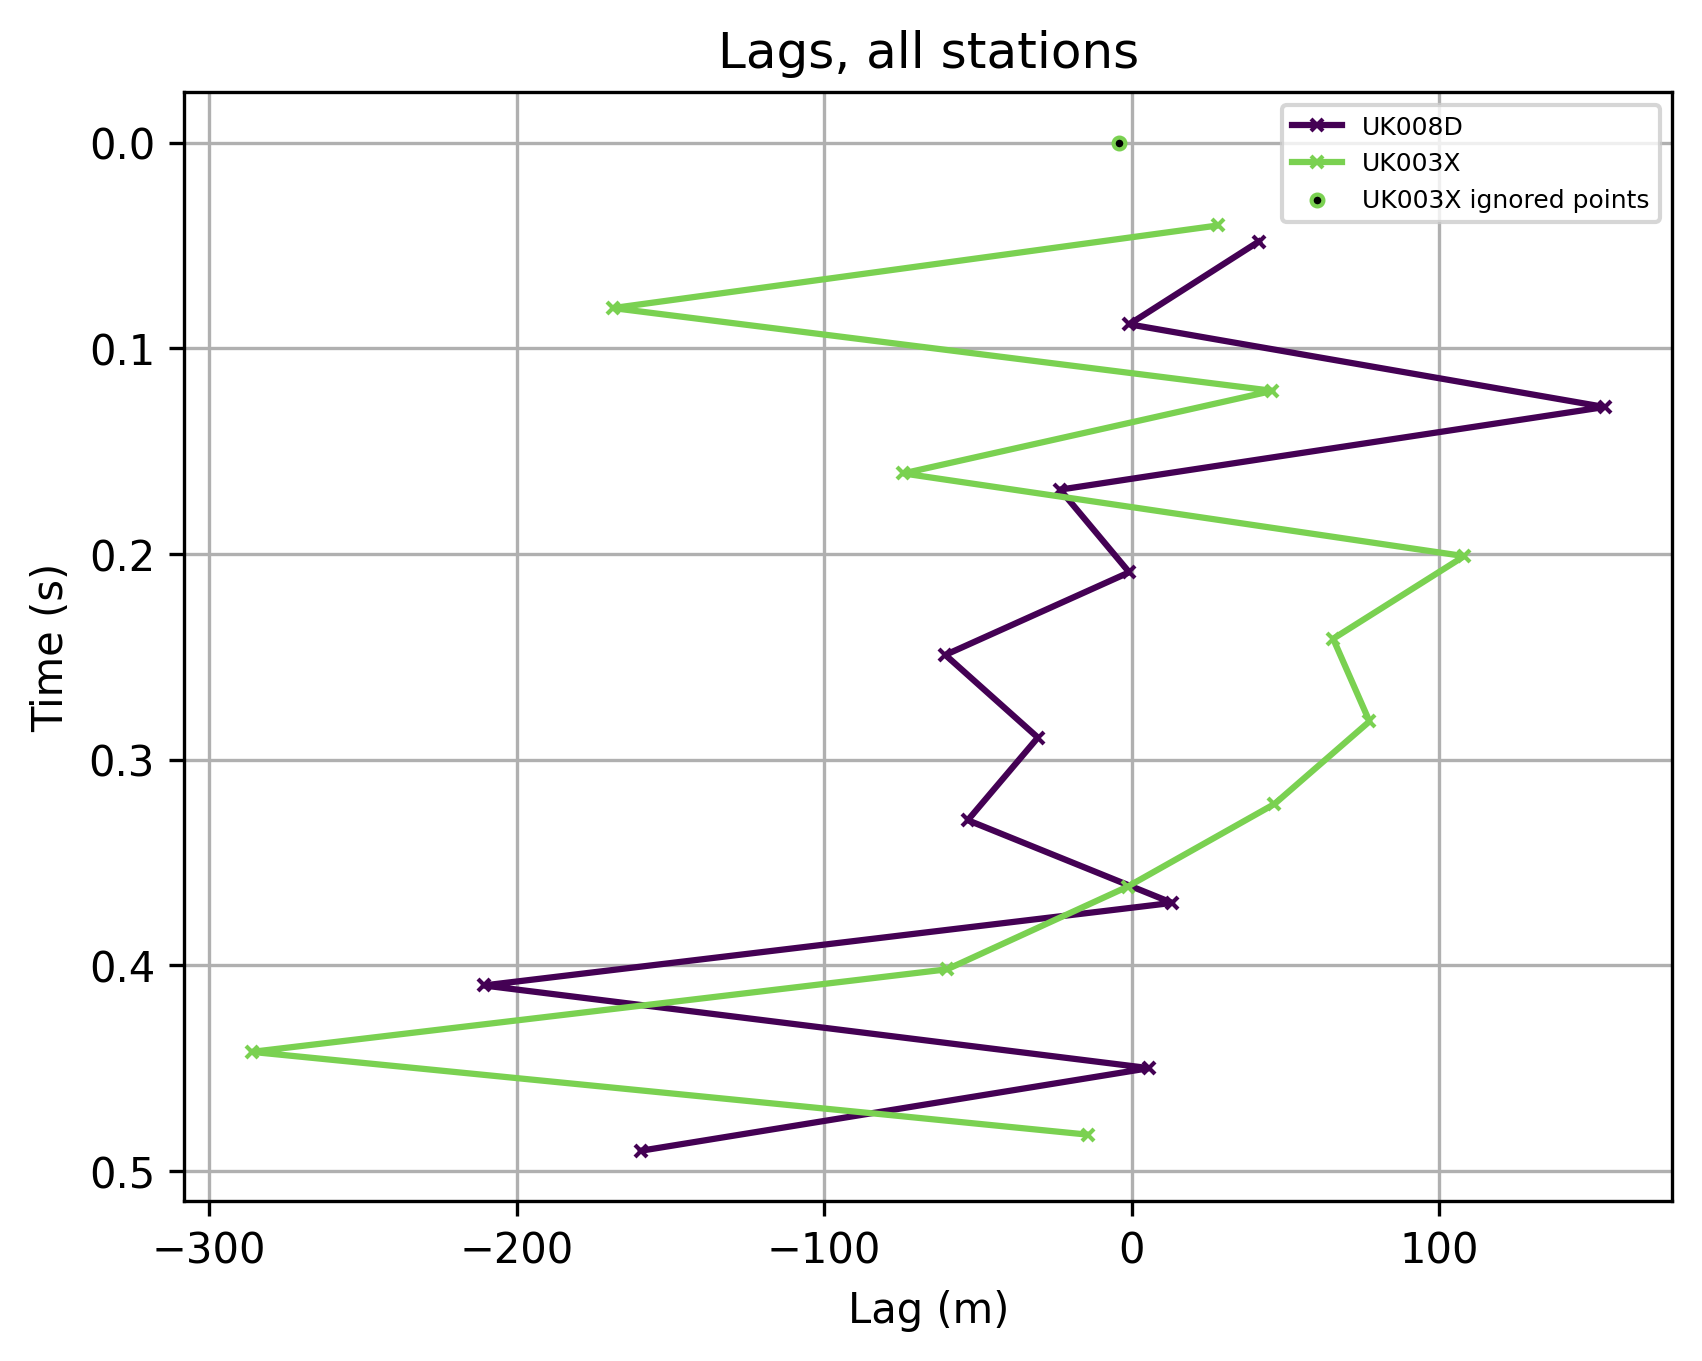 Lags, all stations
UK008D
UK003X
UK003X ignored points
0.0
0.1
0.2
0.3
0.4
0.5
Time (s)
−300
−200
−100
0
100
Lag (m)